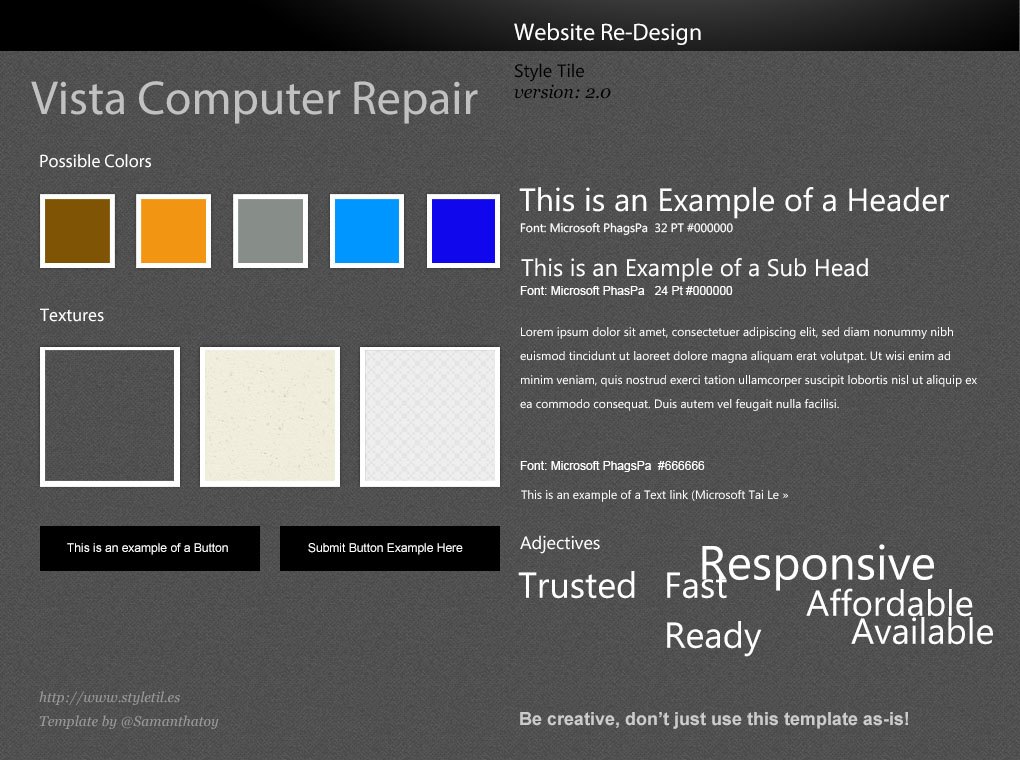 Website Re-Design
Style Tile
version: 2.0
Vista Computer Repair
Possible Colors
Textures
This is an example of a Button
Submit Button Example Here
This is an Example of a Header
Font: Microsoft PhagsPa 32 PT #000000
This is an Example of a Sub Head
Font: Microsoft PhasPa 24 Pt #000000
Lorem ipsum dolor sit amet, consectetuer adipiscing elit, sed diam nonummy nibh
euismod tincidunt ut laoreet dolore magna aliquam erat volutpat. Ut wisi enim ad
minim veniam, quis nostrud exerci tation ullamcorper suscipit lobortis nisl ut aliquip ex
ea commodo consequat. Duis autem vel feugait nulla facilisi.
Font: Microsoft PhagsPa #666666
This is an example of a Text link (Microsoft Tai Le »
Adjectives
Responsive
Trusted Fast
Affordable
Ready
Available
http://www.styletil.es
Template by @Samanthatoy
Be creative, don’t just use this template as-is!